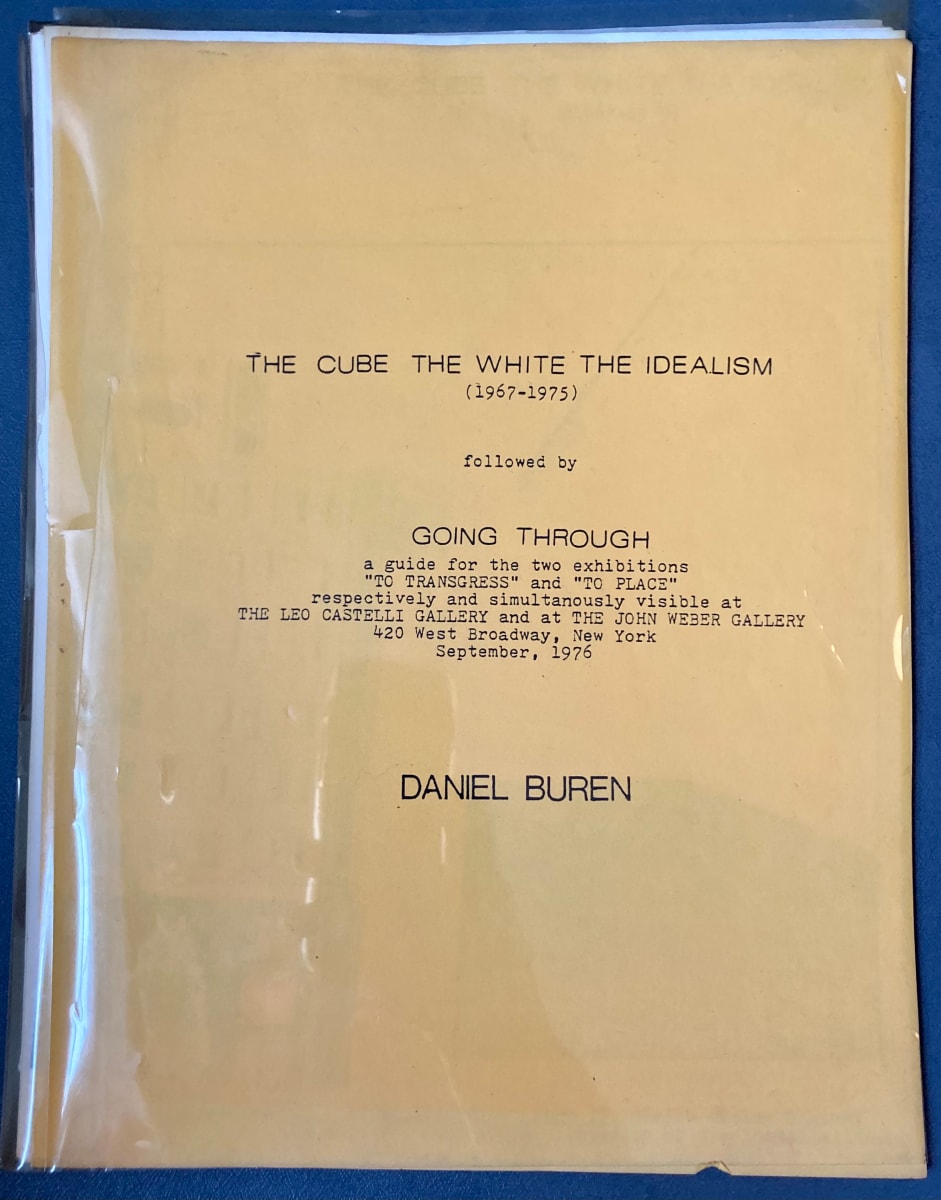 THE CUBE THE WHITE THE IDEALISM
(1967-1975)
followed by
GOING THROUGH
a guide for the two exhibitions
"TO TRANSGRESS" and "TO PLACE"
respectively and simultanously visible at
THE LEO CASTELLI GALLERY and at THE JOHN WEBER GALLERY
420 West Broadway, New York
September, 1976
DANIEL BUREN